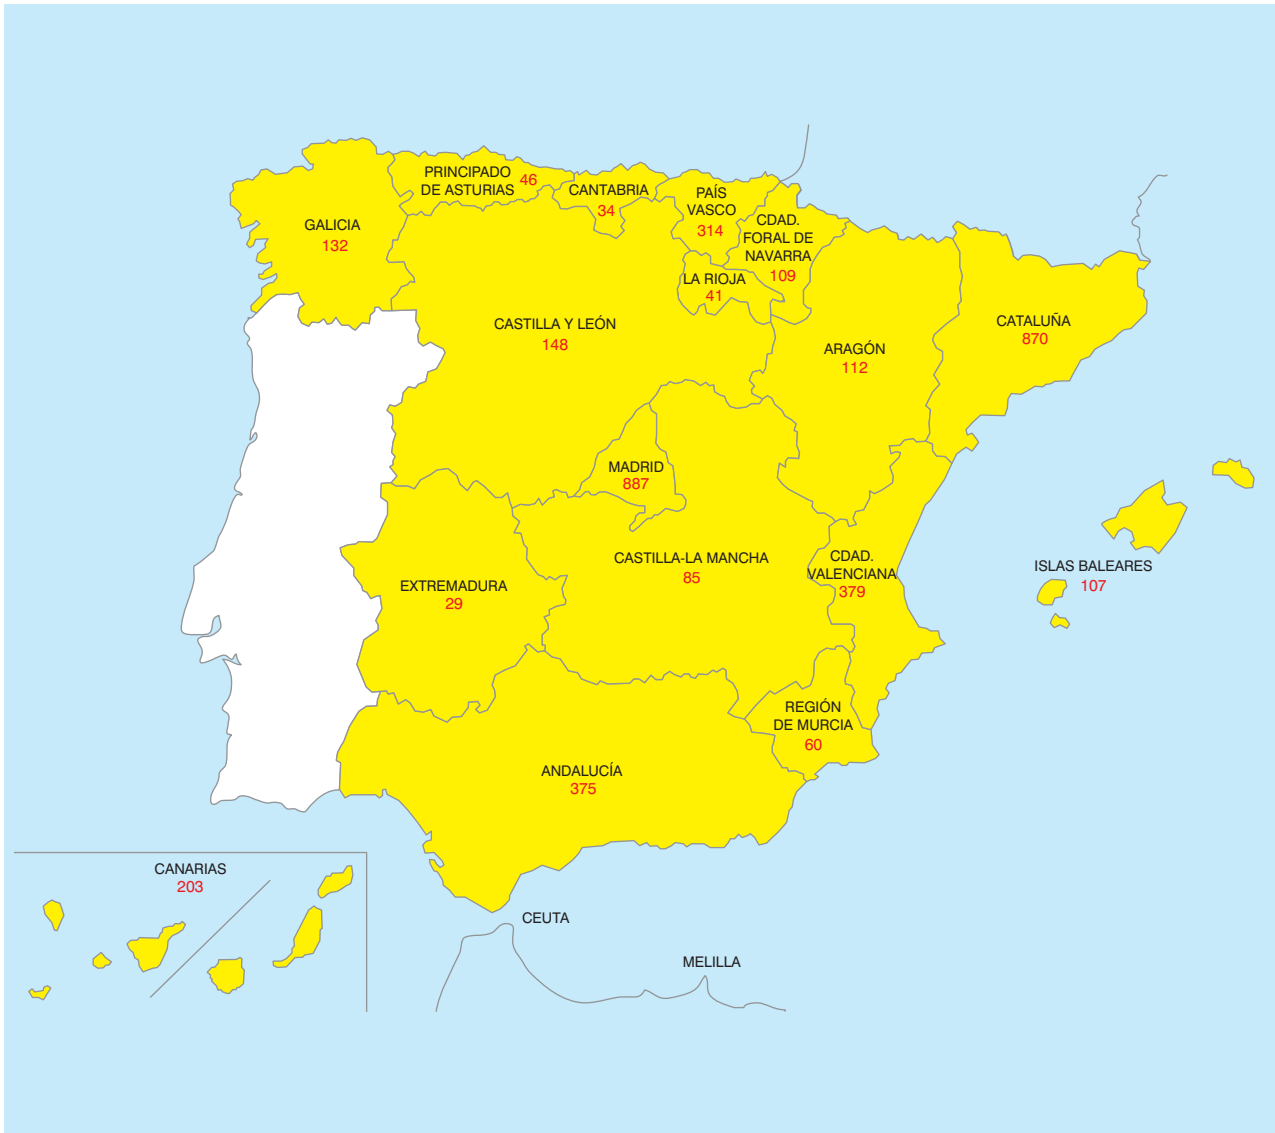 PRINCIPADO
DE ASTURIAS
46
CANTABRIA
34
PAÍS
VASCO
314
CDAD.
FORAL DE
NAVARRA
109
GALICIA
132
LA RIOJA
41
CASTILLA Y LEÓN
148
ARAGÓN
112
CATALUÑA
870
MADRID
887
CASTILLA-LA MANCHA
85
CDAD.
VALENCIANA
379
ISLAS BALEARES
107
EXTREMADURA
29
REGIÓN
DE MURCIA
60
ANDALUCÍA
375
CANARIAS
203
CEUTA
MELILLA